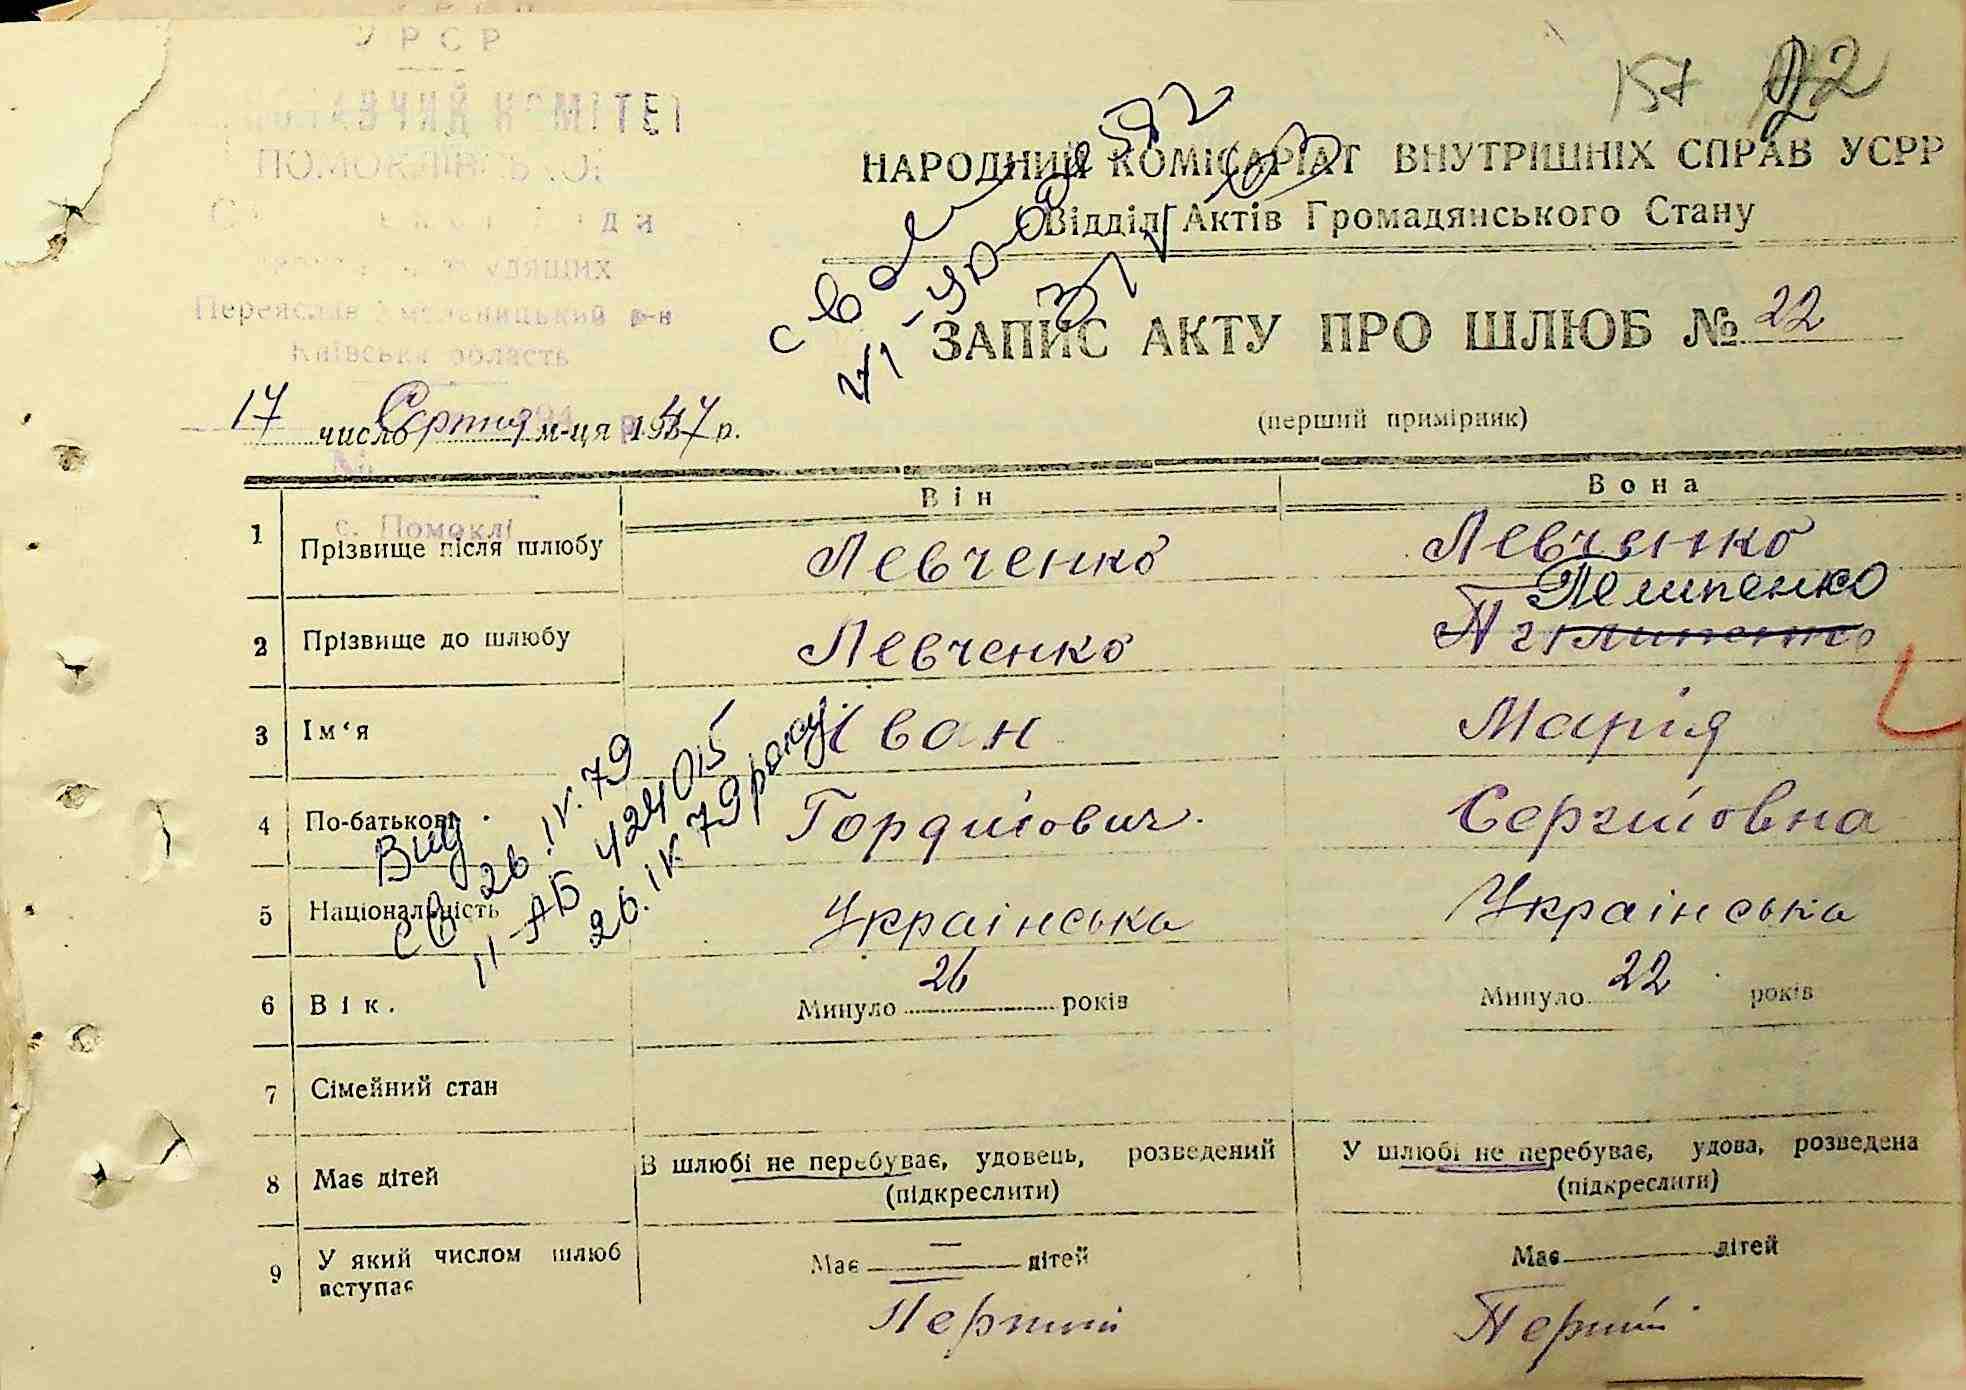 УРСР
КОМІТЕТ
ПОМОКЛІВСЬКОЇ
Переяслав Хмельницький р-н
Київська область
157
НАРОДНИЙ КОМІСАРІАТ ВНУТРИШНІХ СПРАВ УСРР
Відділ Актів Громадянського Стану
ЗАПИС АКТУ ПРО ШЛЮБ № 22
17 число Серпня м-ця 1947 р.
(перший примірник)
с. Помоклі
Він Вона
1 Прізвище після шлюбу Левченко Левченко
Пелипенко
2 Прізвище до шлюбу Левченко
3 Ім‘я Іван Марія
4 По-батькові Гордійович Сергійовна
5 Національність Українська Українська
Вид.
св 26.IV.79
II-АБ 424015
26.IV.79 року.
6 Вік. Минуло 26 років Минуло 22 років
7 Сімейний стан
8 Має дітей В шлюбі не перебуває, удовець, розведений У шлюбі не перебуває, удова, розведена
(підкреслити) (підкреслити)
9 У який числом шлюб вступає Має — дітей Має дітей
Перший Перший